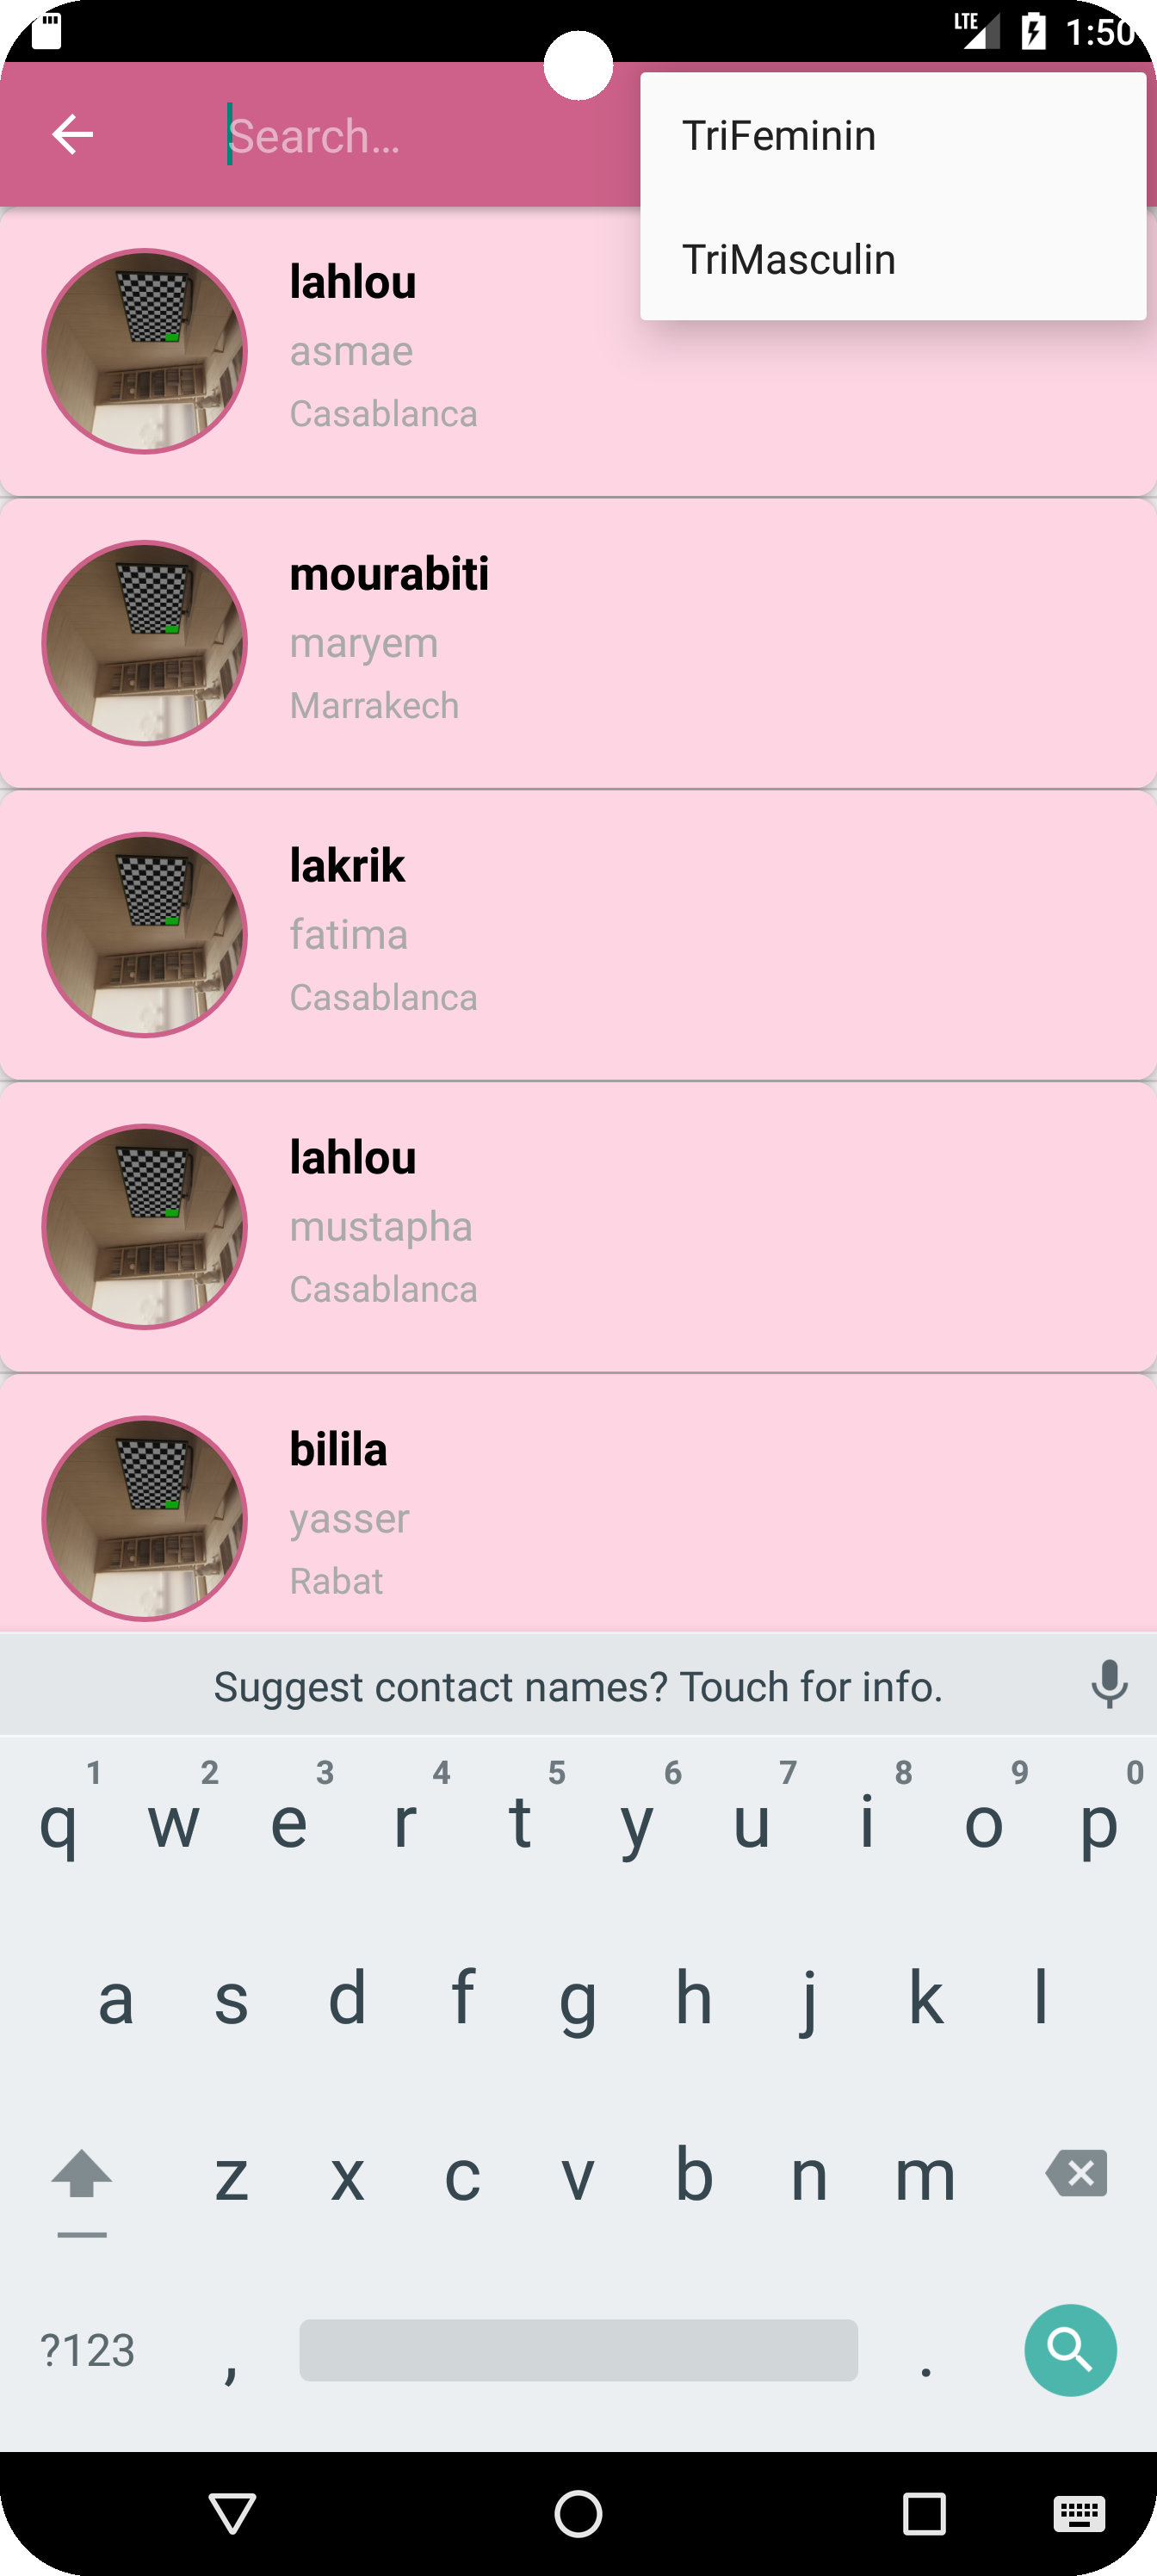 LTE 1:50
Search...
TriFeminin
TriMasculin
lahlou
asmae
Casablanca
mourabiti
maryem
Marrakech
lakrik
fatima
Casablanca
lahlou
mustapha
Casablanca
bilila
yasser
Rabat
Suggest contact names? Touch for info.
1 2 3 4 5 6 7 8 9 0
q w e r t y u i o p
a s d f g h j k l
z x c v b n m
?123 , .